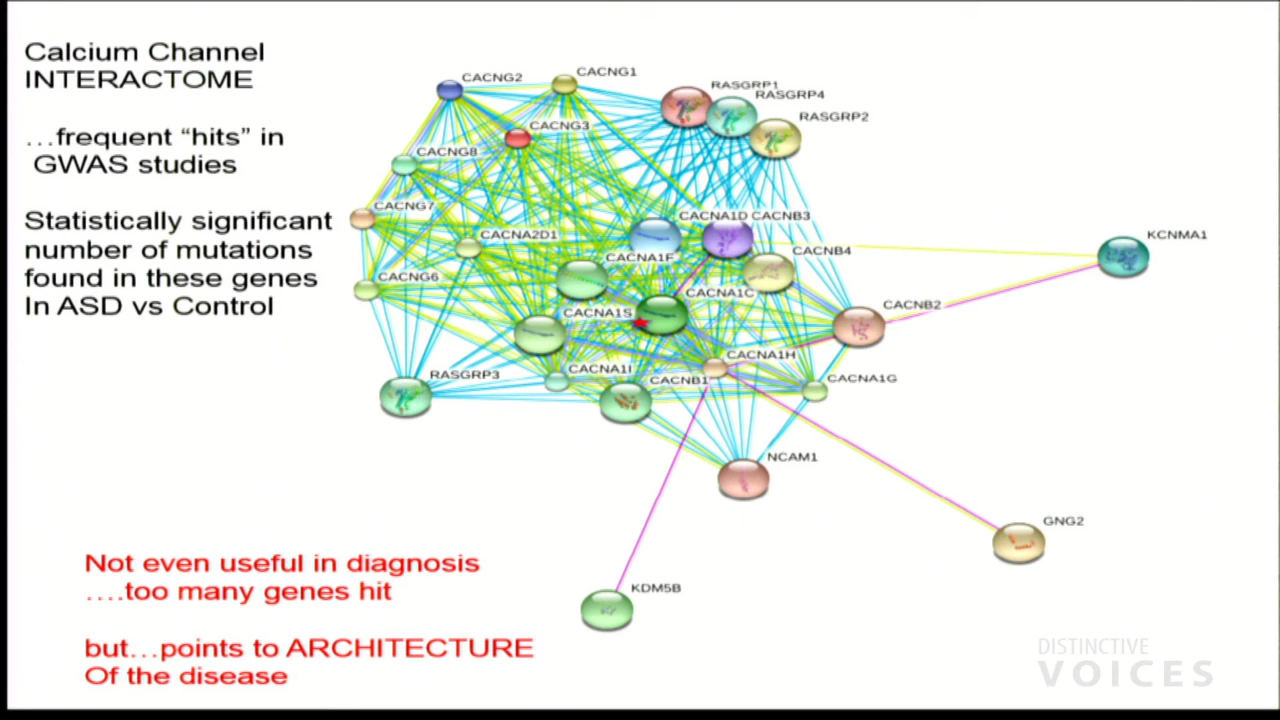 Calcium Channel
INTERACTOME
…frequent “hits” in
GWAS studies
Statistically significant
number of mutations
found in these genes
In ASD vs Control
CACNG2
CACNG1
RASGRP1
RASGRP4
RASGRP2
CACNG3
CACNG8
CACNG7
CACNA2D1
CACNA1D
CACNB3
CACNB4
CACNA1F
CACNG6
CACNA1C
CACNA1S
CACNB2
KCNMA1
CACNA1H
CACNA1I
CACNB1
CACNA1G
RASGRP3
NCAM1
GNG2
KDM5B
Not even useful in diagnosis
….too many genes hit
but…points to ARCHITECTURE
Of the disease
DISTINCTIVE
VOICES